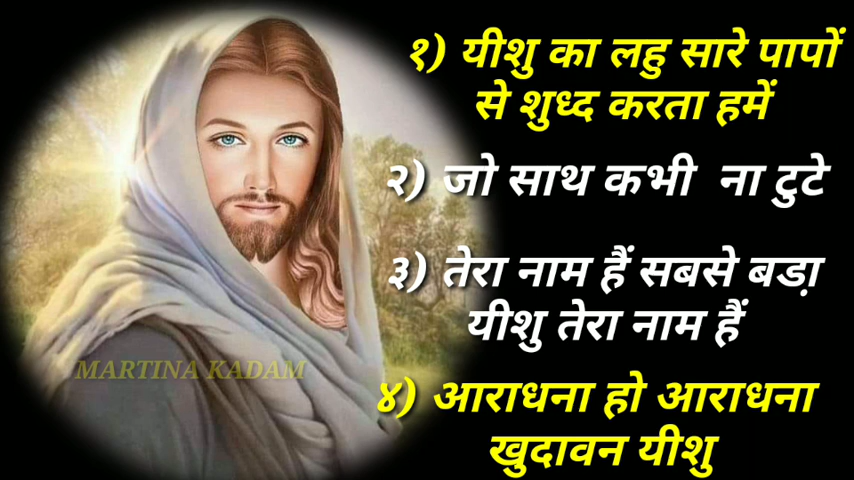 १) यीशु का लहु सारे पापों
से शुध्द करता हमें
२) जो साथ कभी ना टुटे
३) तेरा नाम हैं सबसे बडा़
यीशु तेरा नाम हैं
MARTINA KADAM
४) आराधना हो आराधना
खुदावन यीशु